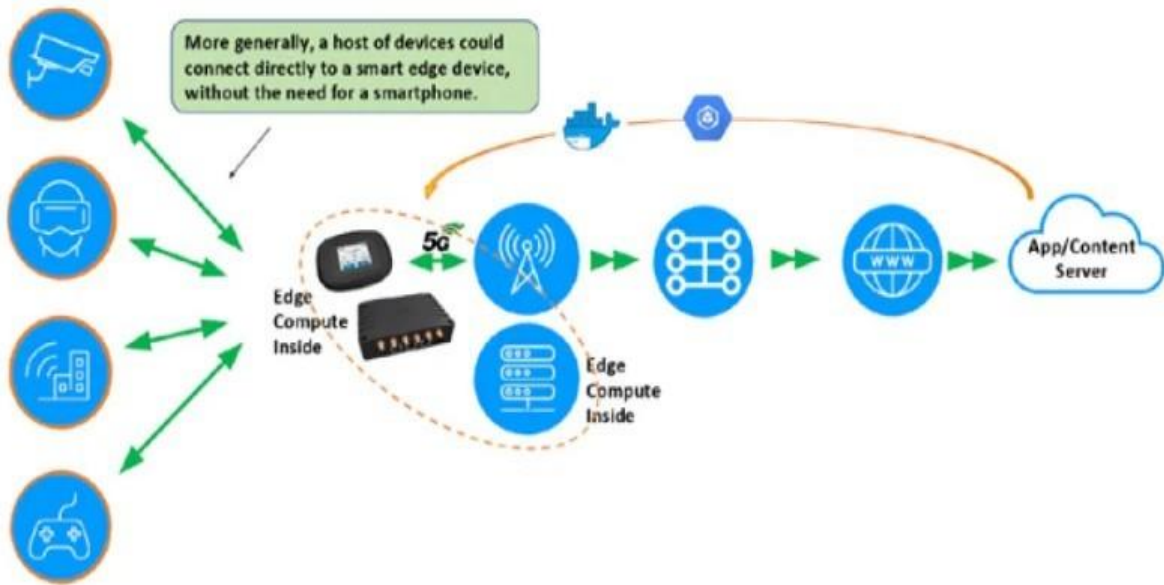 More generally, a host of devices could
connect directly to a smart edge device,
without the need for a smartphone.
5G
Edge
Compute
Inside
Edge
Compute
Inside
WWW
App/Content
Server